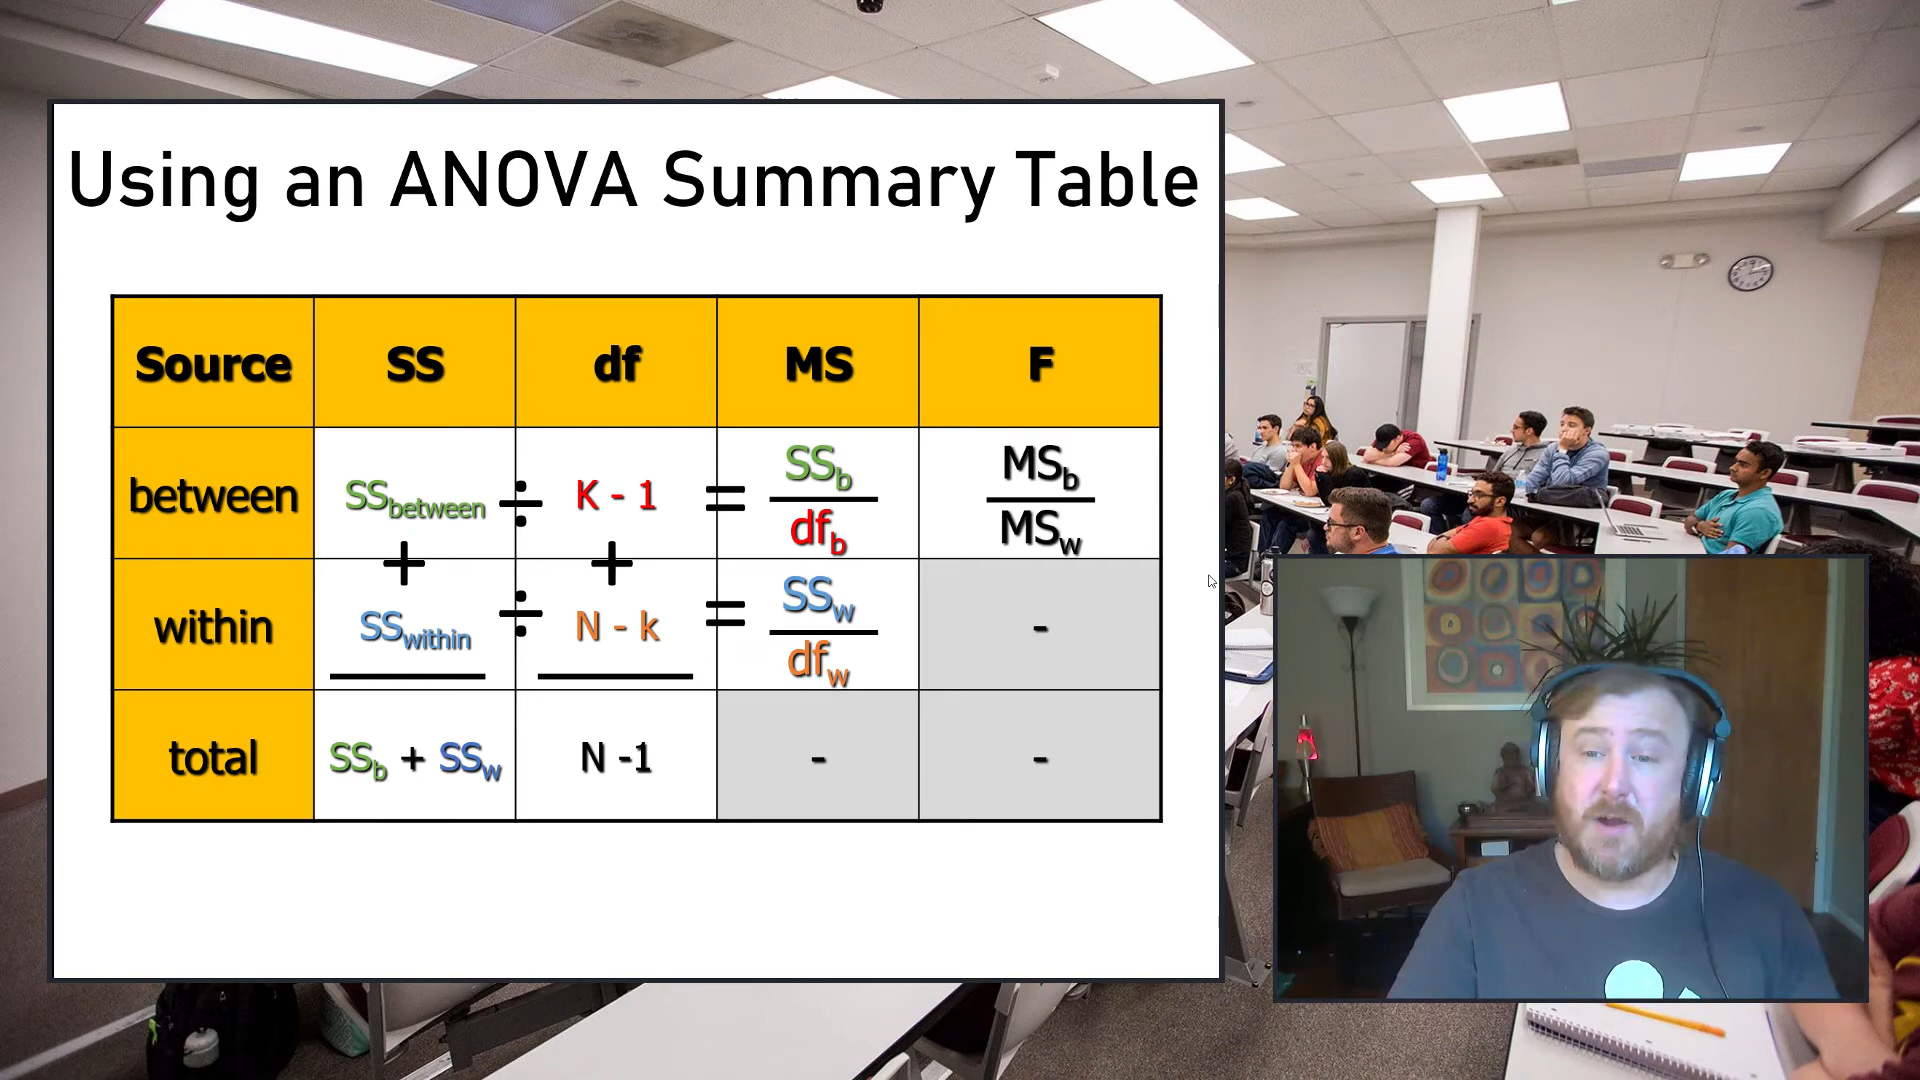 Using an ANOVA Summary Table
Source SS df MS F
between SSbetween ÷ K - 1 = SSb/dfb MSb/MSw
+ +
within SSwithin ÷ N - k = SSw/dfw -
total SSb + SSw N -1 - -